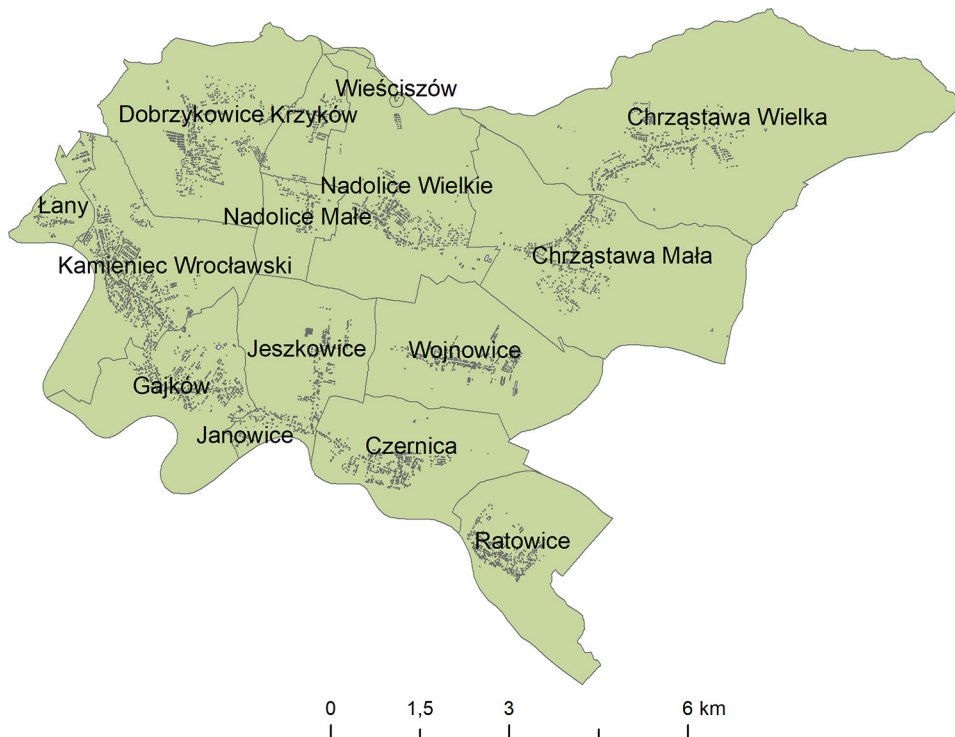 Wieściszów
Dobrzykowice
Krzyków
Chrząstawa Wielka
Nadolice Wielkie
Łany
Nadolice Małe
Chrząstawa Mała
Kamieniec Wrocławski
Jeszkowice
Wojnowice
Gajków
Janowice
Czernica
Ratowice
0 1,5 3 6 km